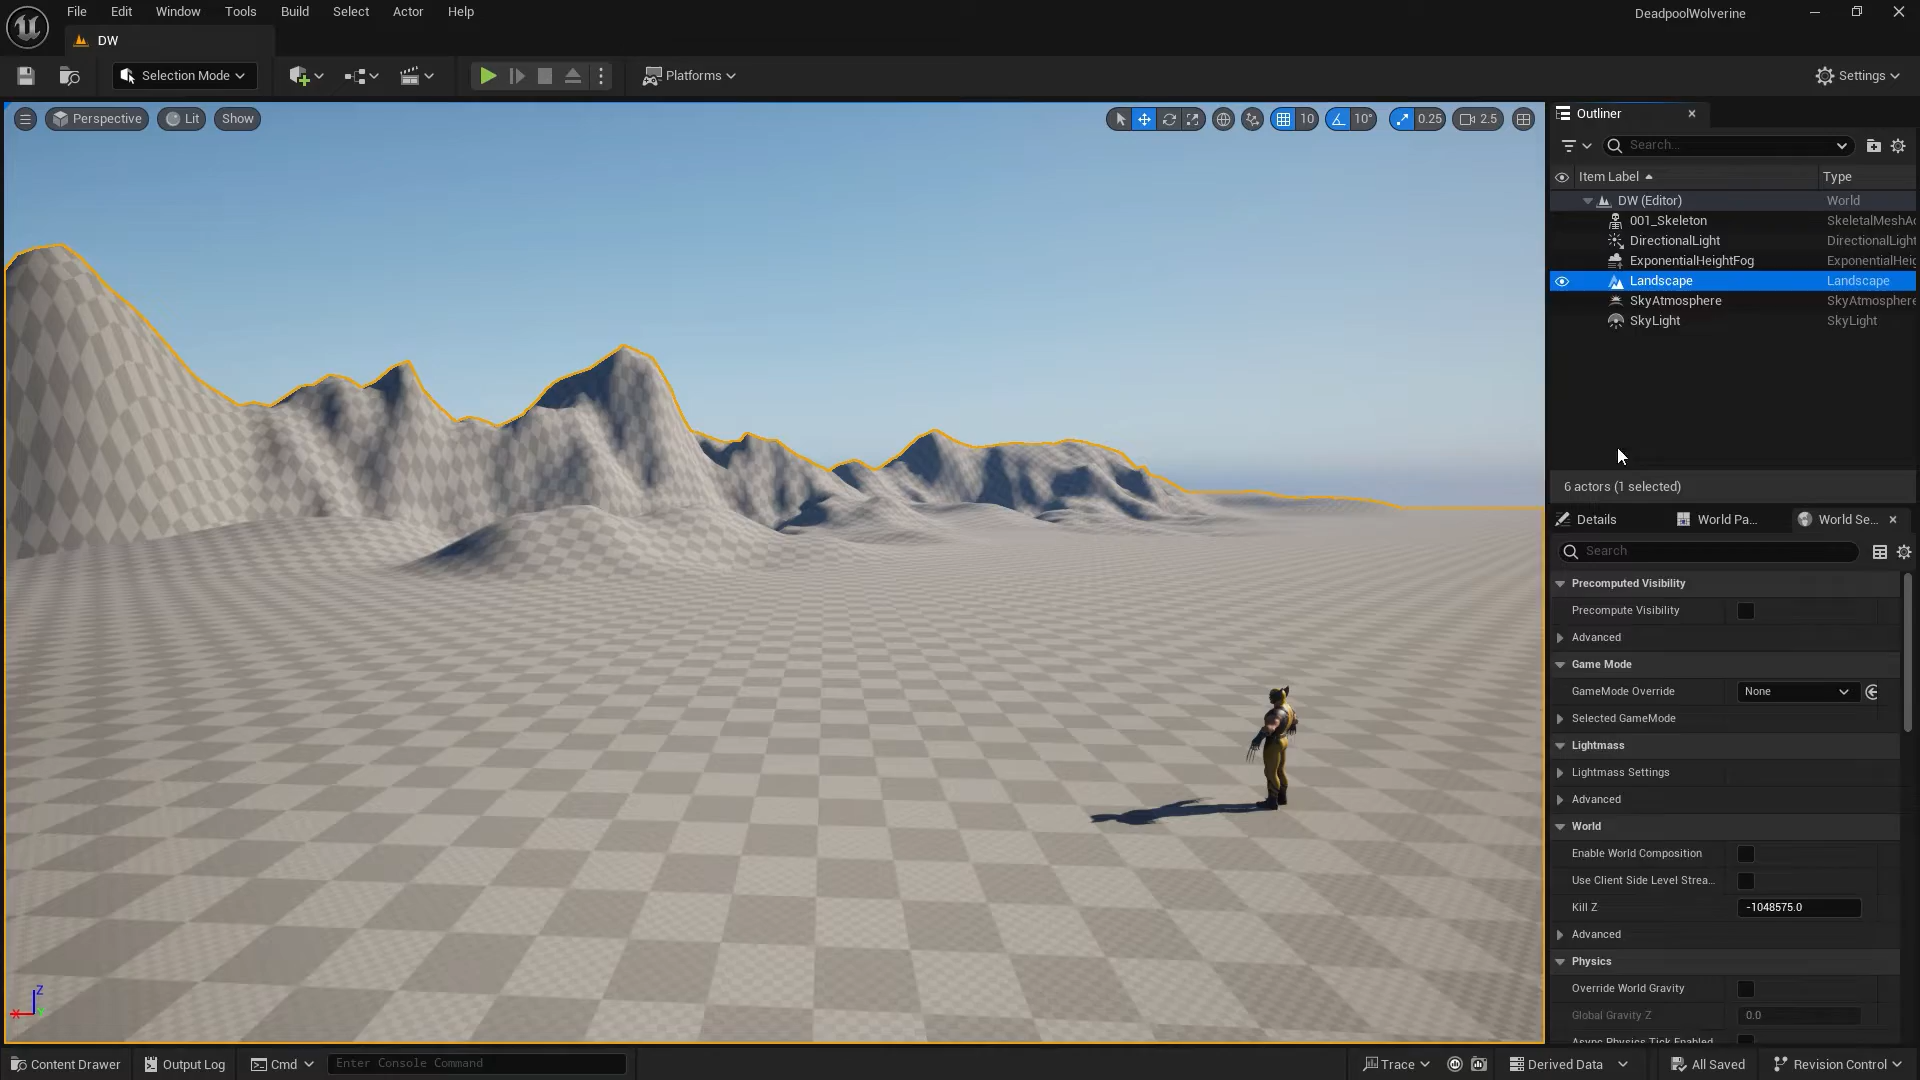 File Edit Window Tools Build Select Actor Help
DeadpoolWolverine
DW
Selection Mode
Platforms
Settings
Perspective Lit Show
10 10° 0.25 2.5
Outliner
Search...
Item Label Type
DW (Editor) World
001_Skeleton SkeletalMeshAc
DirectionalLight DirectionalLight
ExponentialHeightFog ExponentialHeig
Landscape Landscape
SkyAtmosphere SkyAtmosphere
SkyLight SkyLight
6 actors (1 selected)
Details World Pa... World Se...
Search
Precomputed Visibility
Precompute Visibility
Advanced
Game Mode
GameMode Override None
Selected GameMode
Lightmass
Lightmass Settings
Advanced
World
Enable World Composition
Use Client Side Level Strea...
Kill Z -1048575.0
Advanced
Physics
Override World Gravity
Global Gravity Z 0.0
Async Physics Tick Enabled
Z
X
Content Drawer Output Log Cmd Enter Console Command Trace Derived Data All Saved Revision Control